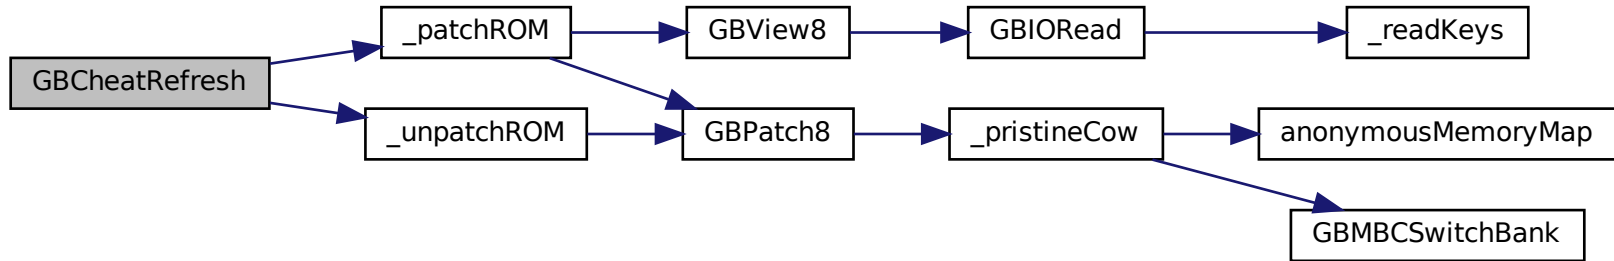 _patchROM
GBView8
GBIORead
_readKeys
GBCheatRefresh
_unpatchROM
GBPatch8
_pristineCow
anonymousMemoryMap
GBMBCSwitchBank